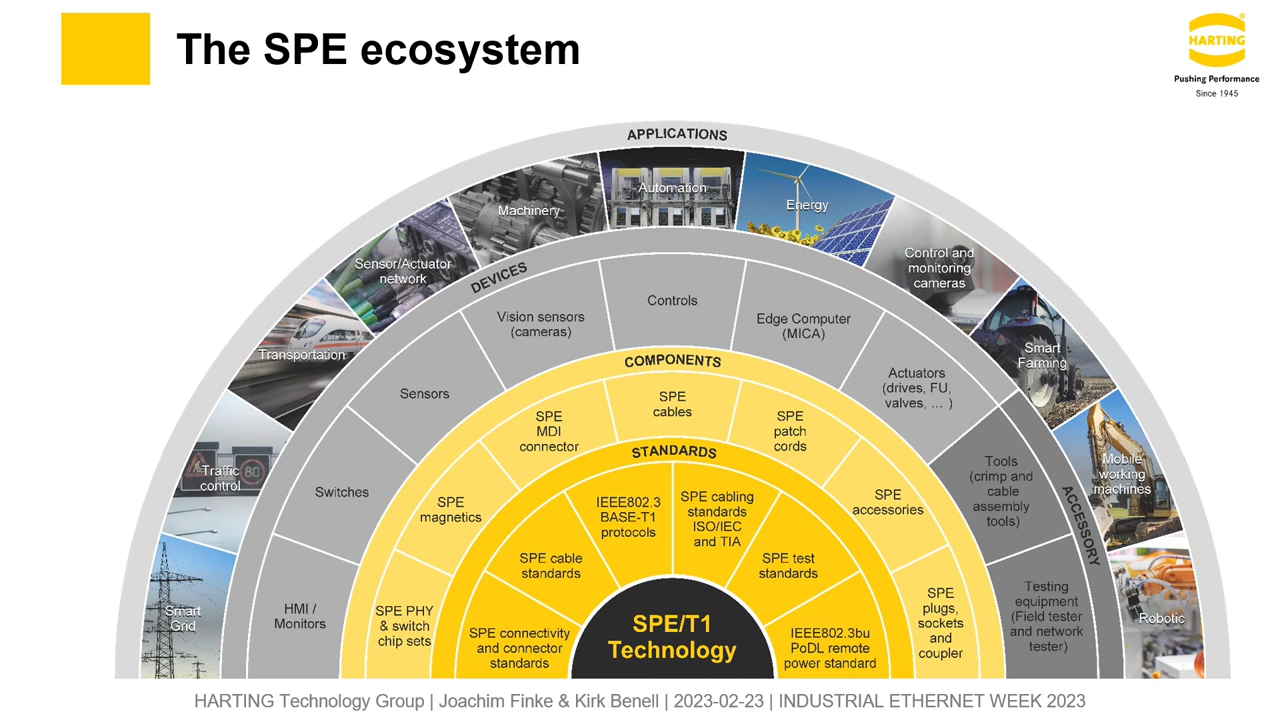 The SPE ecosystem
HARTING
Pushing Performance
Since 1945
APPLICATIONS
Smart
Grid
Traffic
control
Transportation
Sensor/Actuator
network
Machinery
Automation
Energy
Control and
monitoring
cameras
Smart
Farming
Mobile
working
machines
Robotic
DEVICES
HMI /
Monitors
Switches
Sensors
Vision sensors
(cameras)
Controls
Edge Computer
(MICA)
Actuators
(drives, FU,
valves, … )
ACCESSORY
Tools
(crimp and
cable
assembly
tools)
Testing
equipment
(Field tester
and network
tester)
COMPONENTS
SPE PHY
& switch
chip sets
SPE
magnetics
SPE
MDI
connector
SPE
cables
SPE
patch
cords
SPE
accessories
SPE
plugs,
sockets
and
coupler
STANDARDS
SPE connectivity
and connector
standards
SPE cable
standards
IEEE802.3
BASE-T1
protocols
SPE cabling
standards
ISO/IEC
and TIA
SPE test
standards
IEEE802.3bu
PoDL remote
power standard
SPE/T1
Technology
80
HARTING Technology Group | Joachim Finke & Kirk Benell | 2023-02-23 | INDUSTRIAL ETHERNET WEEK 2023